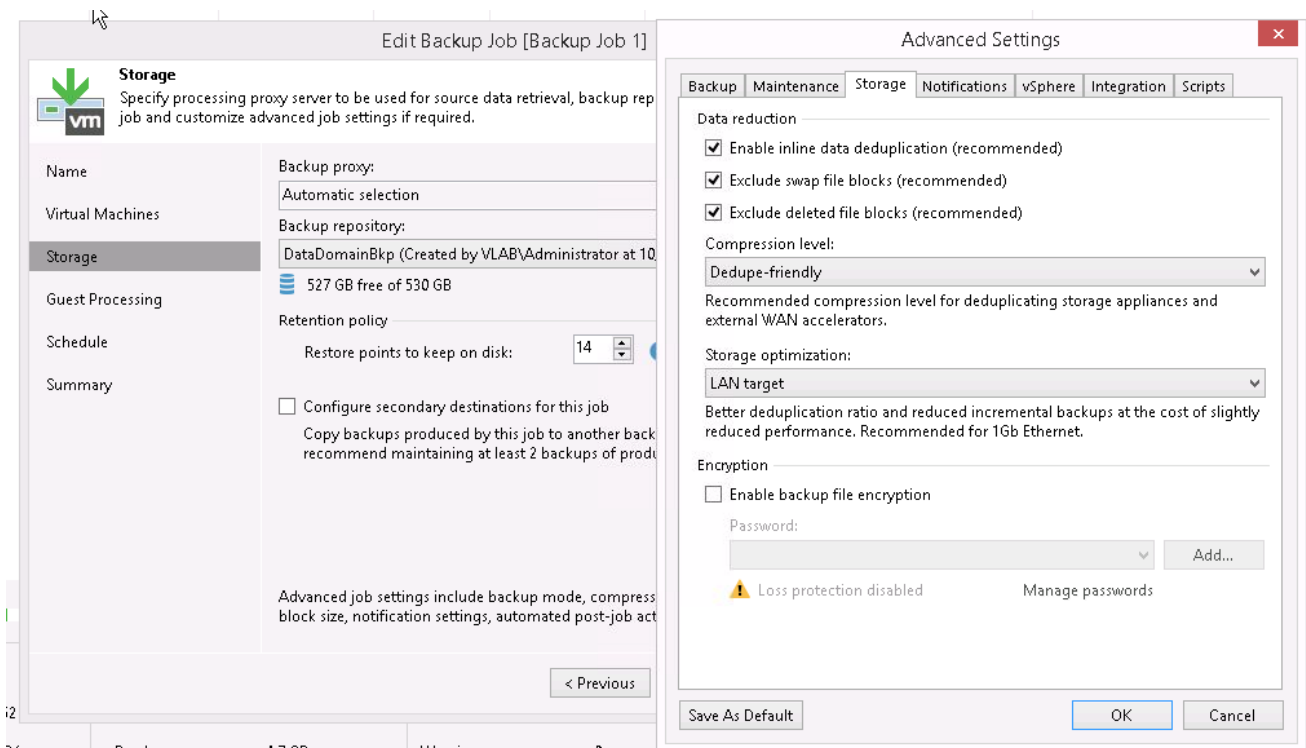 Edit Backup Job [Backup Job 1]
Storage
Specify processing proxy server to be used for source data retrieval, backup rep
job and customize advanced job settings if required.
vm
Name
Virtual Machines
Storage
Guest Processing
Schedule
Summary
Backup proxy:
Automatic selection
Backup repository:
DataDomainBkp (Created by VLAB\Administrator at 10
527 GB free of 530 GB
Retention policy
Restore points to keep on disk:
14
Configure secondary destinations for this job
Copy backups produced by this job to another back
recommend maintaining at least 2 backups of produ
Advanced job settings include backup mode, compress
block size, notification settings, automated post-job act
< Previous
Advanced Settings
Backup
Maintenance
Storage
Notifications
vSphere
Integration
Scripts
Data reduction
Enable inline data deduplication (recommended)
Exclude swap file blocks (recommended)
Exclude deleted file blocks (recommended)
Compression level:
Dedupe-friendly
Recommended compression level for deduplicating storage appliances and
external WAN accelerators.
Storage optimization:
LAN target
Better deduplication ratio and reduced incremental backups at the cost of slightly
reduced performance. Recommended for 1Gb Ethernet.
Encryption
Enable backup file encryption
Password:
Add...
Loss protection disabled
Manage passwords
Save As Default
OK
Cancel